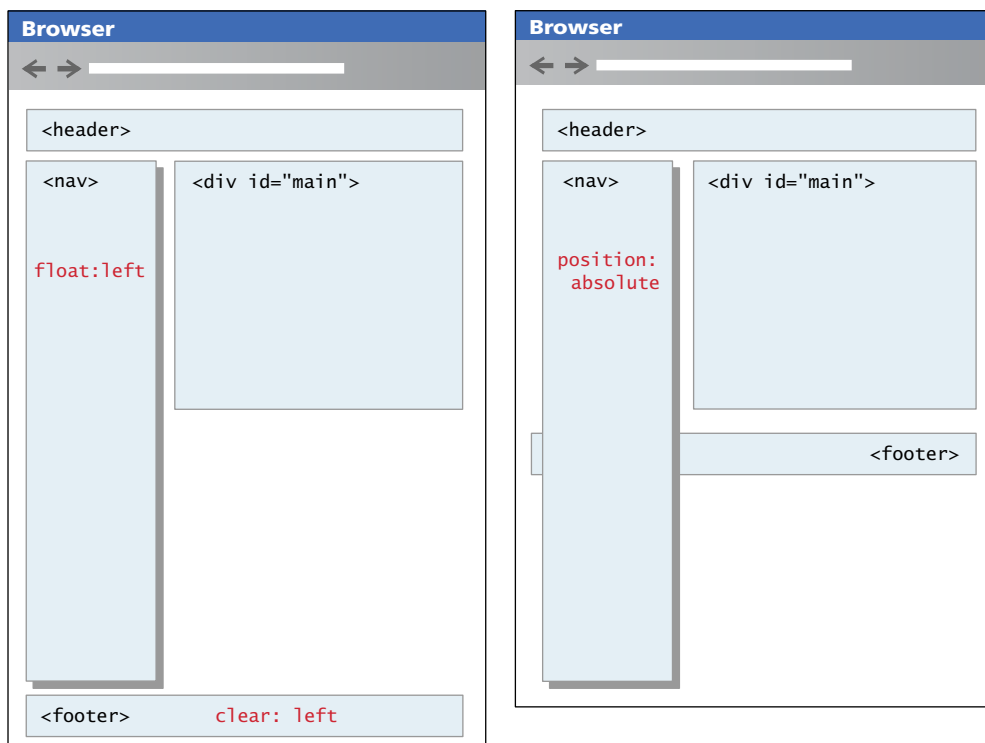 Browser
<header>
<nav>
<div id="main">
float:left
<footer> clear: left
Browser
<header>
<nav>
<div id="main">
position:
absolute
<footer>